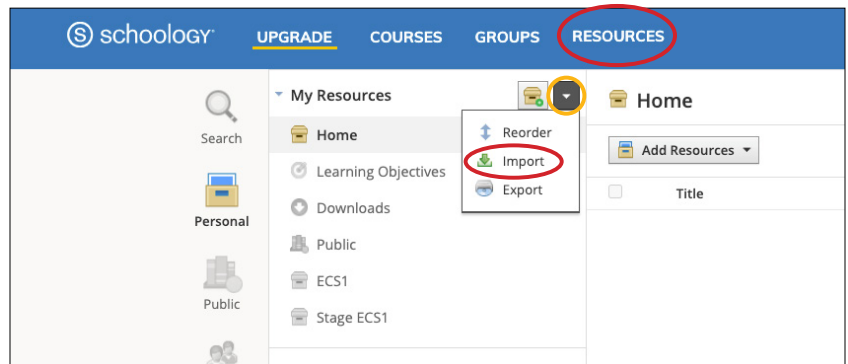 schoology UPGRADE COURSES GROUPS RESOURCES
Search
Personal
Public
My Resources
Home
Learning Objectives
Downloads
Public
ECS1
Stage ECS1
Reorder
Import
Export
Home
Add Resources
Title